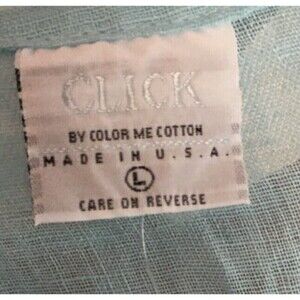 CLICK
BY COLOR ME COTTON
MADE IN U.S.A.
L
CARE ON REVERSE